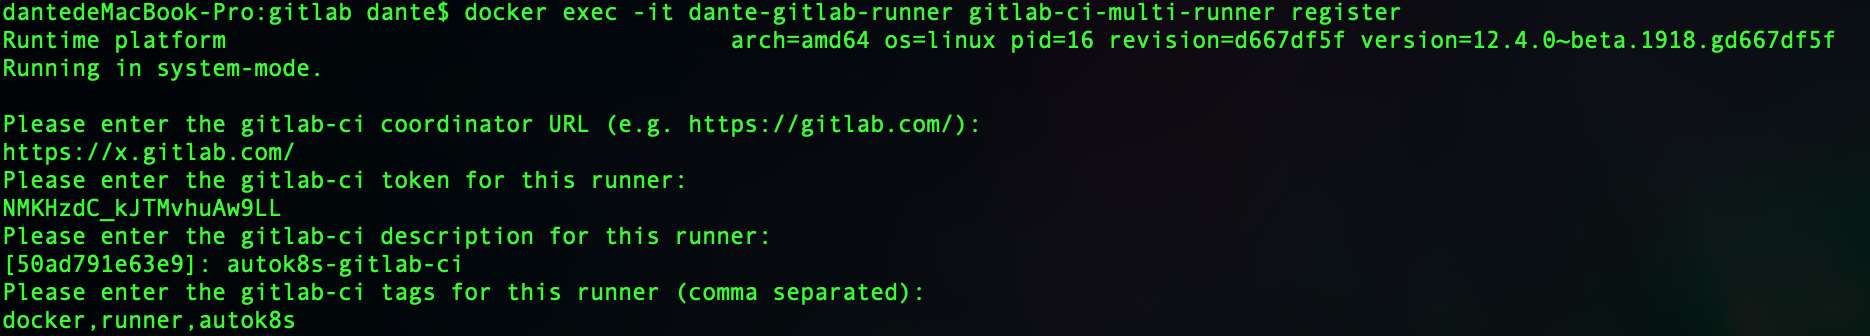 dantedeMacBook-Pro:gitlab dante$ docker exec -it dante-gitlab-runner gitlab-ci-multi-runner register
Runtime platform                                    arch=amd64 os=linux pid=16 revision=d667df5f version=12.4.0~beta.1918.gd667df5f
Running in system-mode.

Please enter the gitlab-ci coordinator URL (e.g. https://gitlab.com/):
https://x.gitlab.com/
Please enter the gitlab-ci token for this runner:
NMKHzdC_kJTMvhuAw9LL
Please enter the gitlab-ci description for this runner:
[50ad791e63e9]: autok8s-gitlab-ci
Please enter the gitlab-ci tags for this runner (comma separated):
docker,runner,autok8s